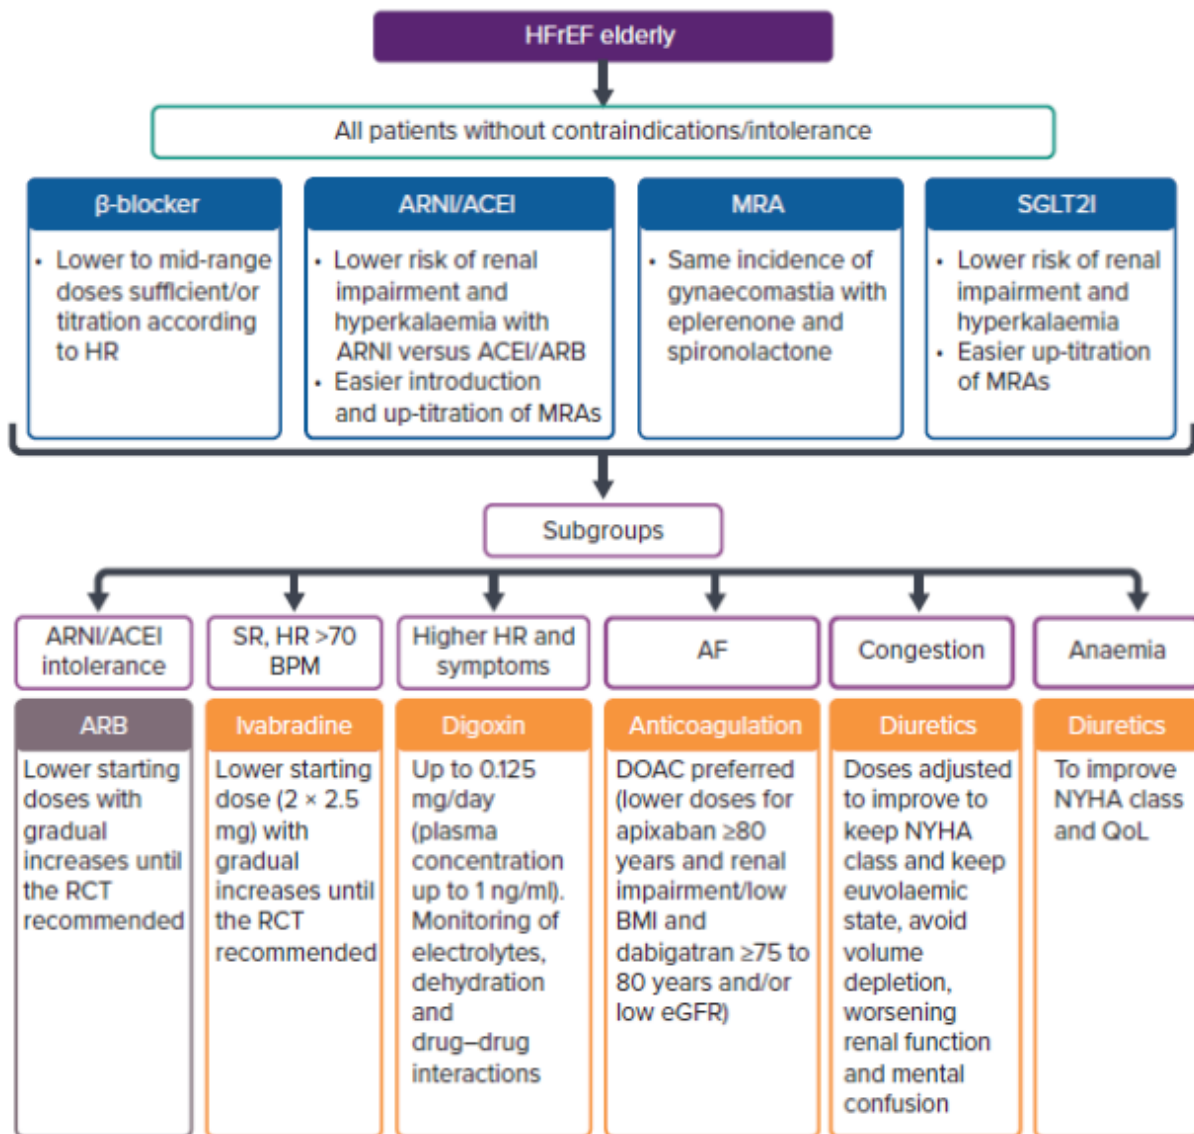 HFrEF elderly
All patients without contraindications/intolerance
β-blocker
• Lower to mid-range
doses sufficient/or
titration according
to HR
ARNI/ACEI
• Lower risk of renal
impairment and
hyperkalaemia with
ARNI versus ACEI/ARB
• Easier introduction
and up-titration of MRAs
MRA
• Same incidence of
gynaecomastia with
eplerenone and
spironolactone
SGLT2I
• Lower risk of renal
impairment and
hyperkalaemia
• Easier up-titration
of MRAs
Subgroups
ARNI/ACEI
intolerance
ARB
Lower starting
doses with
gradual
increases until
the RCT
recommended
SR, HR >70
BPM
Ivabradine
Lower starting
dose (2 × 2.5
mg) with
gradual
increases until
the RCT
recommended
Higher HR and
symptoms
Digoxin
Up to 0.125
mg/day
(plasma
concentration
up to 1 ng/ml).
Monitoring of
electrolytes,
dehydration
and
drug–drug
interactions
AF
Anticoagulation
DOAC preferred
(lower doses for
apixaban ≥80
years and renal
impairment/low
BMI and
dabigatran ≥75 to
80 years and/or
low eGFR)
Congestion
Diuretics
Doses adjusted
to improve to
keep NYHA
class and keep
euvolaemic
state, avoid
volume
depletion,
worsening
renal function
and mental
confusion
Anaemia
Diuretics
To improve
NYHA class
and QoL